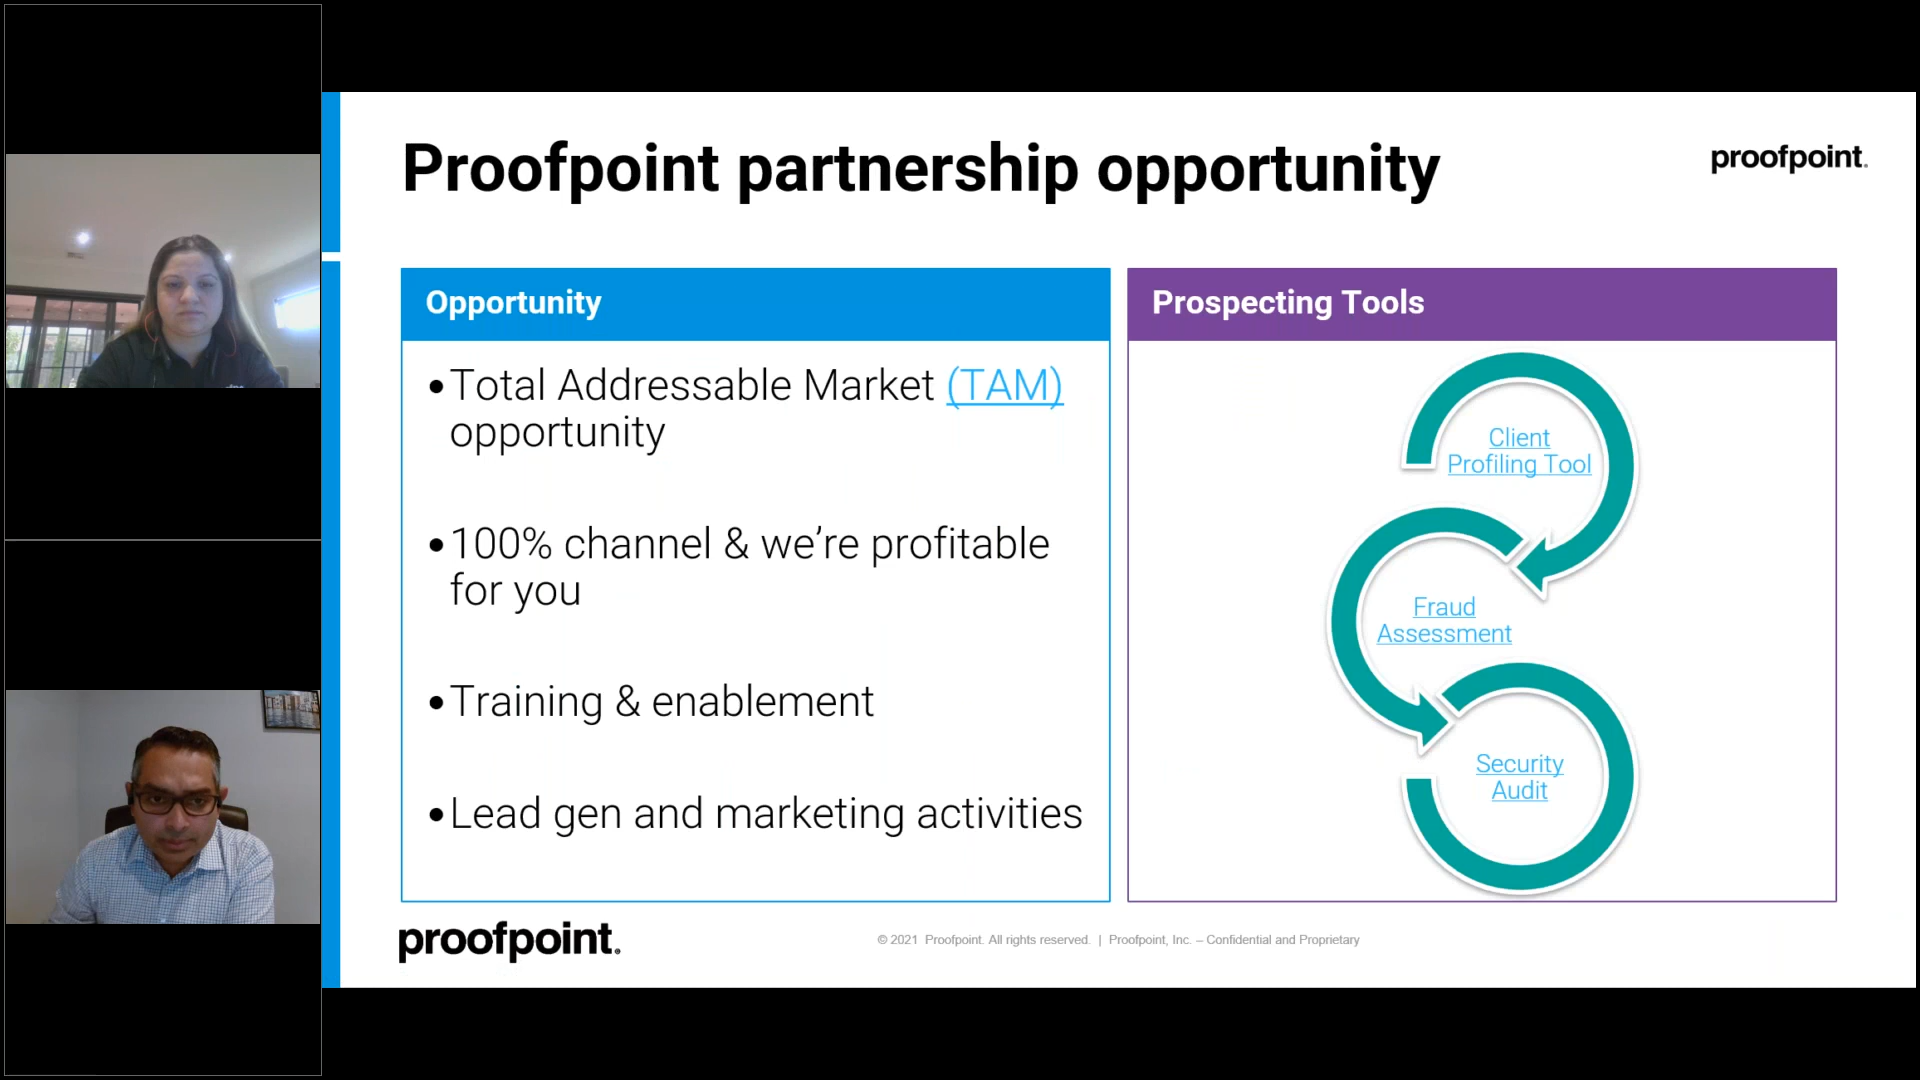 Proofpoint partnership opportunity
proofpoint.
Opportunity
•Total Addressable Market (TAM)
opportunity
•100% channel & we’re profitable
for you
•Training & enablement
•Lead gen and marketing activities
Prospecting Tools
Client
Profiling Tool
Fraud
Assessment
Security
Audit
proofpoint.
© 2021 Proofpoint. All rights reserved. | Proofpoint, Inc. – Confidential and Proprietary